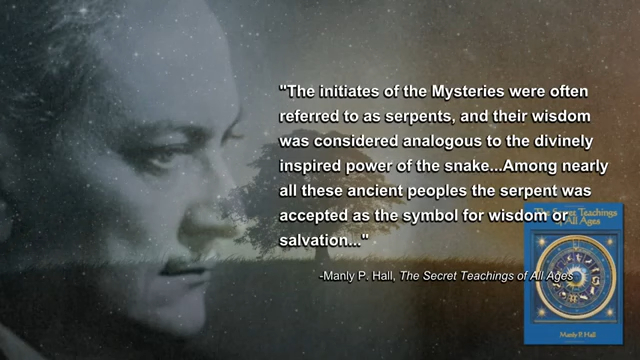 "The initiates of the Mysteries were often
referred to as serpents, and their wisdom
was considered analogous to the divinely
inspired power of the snake...Among nearly
all these ancient peoples the serpent was
accepted as the symbol for wisdom or
salvation..."
-Manly P. Hall, The Secret Teachings of All Ages
The Secret Teachings
of All Ages
Manly P. Hall